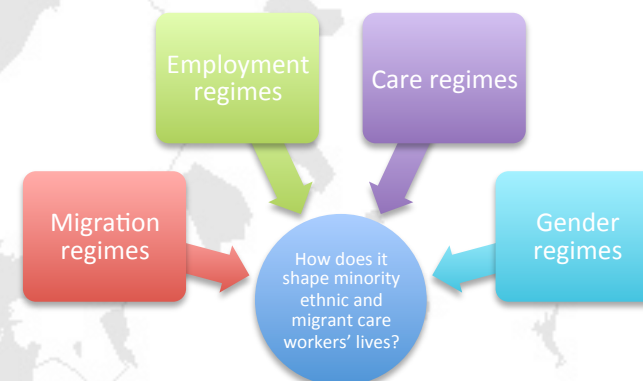 Employment
regimes
Care regimes
Migration
regimes
Gender
regimes
How does it
shape minority
ethnic and
migrant care
workers' lives?